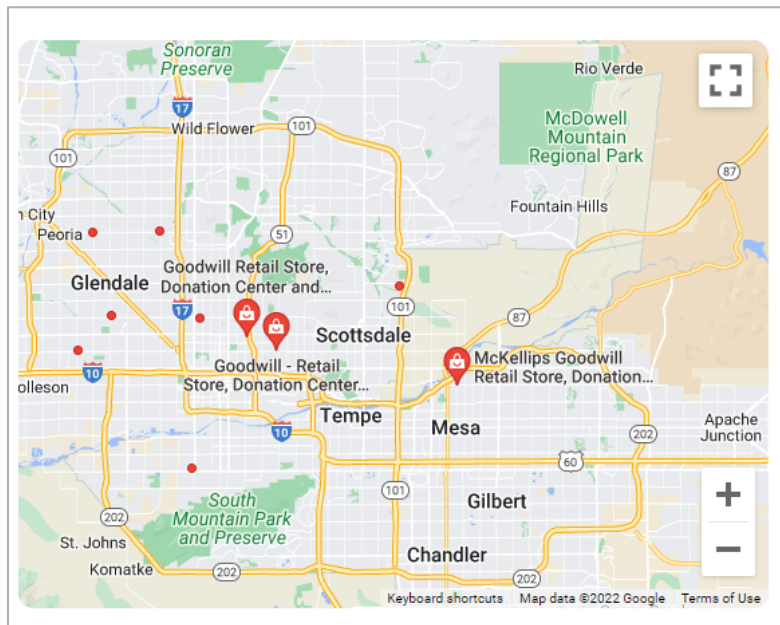 Sonoran
Preserve
Rio Verde
17
Wild Flower
101
McDowell
Mountain
Regional Park
101
87
n City
Peoria
Fountain Hills
51
Goodwill Retail Store,
Donation Center and...
Glendale
17
101
87
Scottsdale
Goodwill - Retail
Store, Donation Center...
McKellips Goodwill
Retail Store, Donation...
10
olleson
Tempe
Mesa
Apache
Junction
10
202
60
101
Gilbert
South
Mountain Park
and Preserve
202
St. Johns
Chandler
Komatke
202
202
Keyboard shortcuts
Map data ©2022 Google
Terms of Use